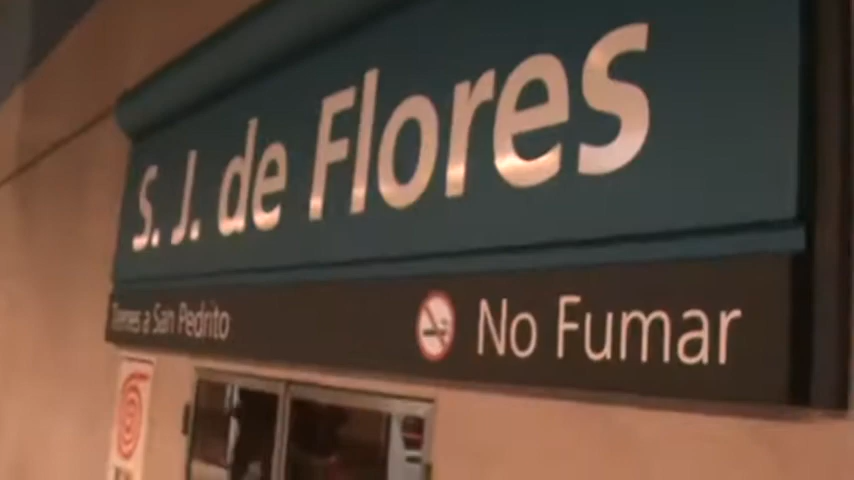 S. J. de Flores
Trenes a San Pedrito
No Fumar